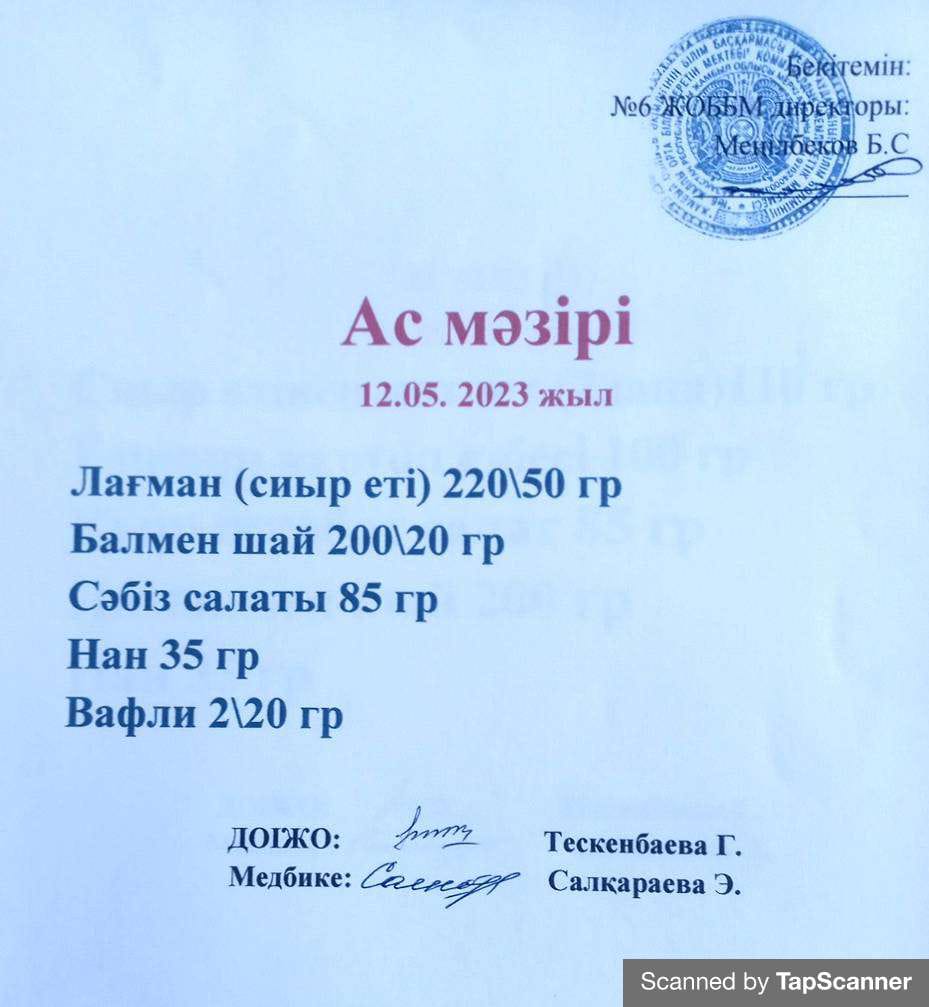 Бекітемін:
№6 ЖОББМ директоры:
Меңілбеков Б.С
Ас мәзірі
12.05. 2023 жыл
Лағман (сиыр еті) 220\50 гр
Балмен шай 200\20 гр
Сәбіз салаты 85 гр
Нан 35 гр
Вафли 2\20 гр
ДОІЖО: Тескенбаева Г.
Медбике: Салқараева Э.
Scanned by TapScanner